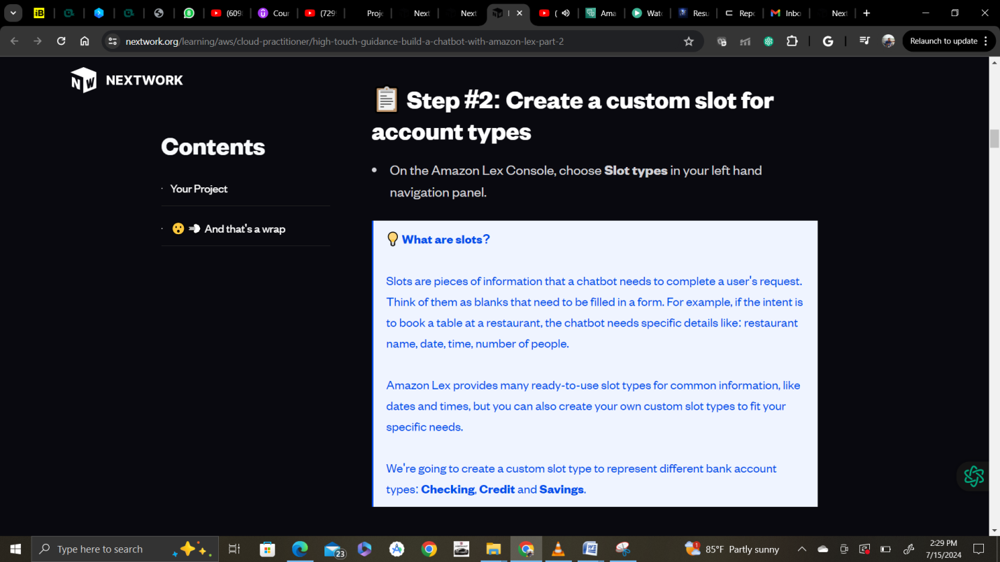 iB
(609
Cour
(729
Proje
Next
Next
(
Ama
Wate
Resu
Repo
Inbo
Next
nextwork.org/learning/aws/cloud-practitioner/high-touch-guidance-build-a-chatbot-with-amazon-lex-part-2
Relaunch to update
NEXTWORK
Step #2: Create a custom slot for
account types
Contents
· Your Project
· And that's a wrap
• On the Amazon Lex Console, choose Slot types in your left hand
navigation panel.
What are slots?
Slots are pieces of information that a chatbot needs to complete a user's request.
Think of them as blanks that need to be filled in a form. For example, if the intent is
to book a table at a restaurant, the chatbot needs specific details like: restaurant
name, date, time, number of people.
Amazon Lex provides many ready-to-use slot types for common information, like
dates and times, but you can also create your own custom slot types to fit your
specific needs.
We're going to create a custom slot type to represent different bank account
types: Checking, Credit and Savings.
Type here to search
23
1
85°F Partly sunny
2:29 PM
7/15/2024